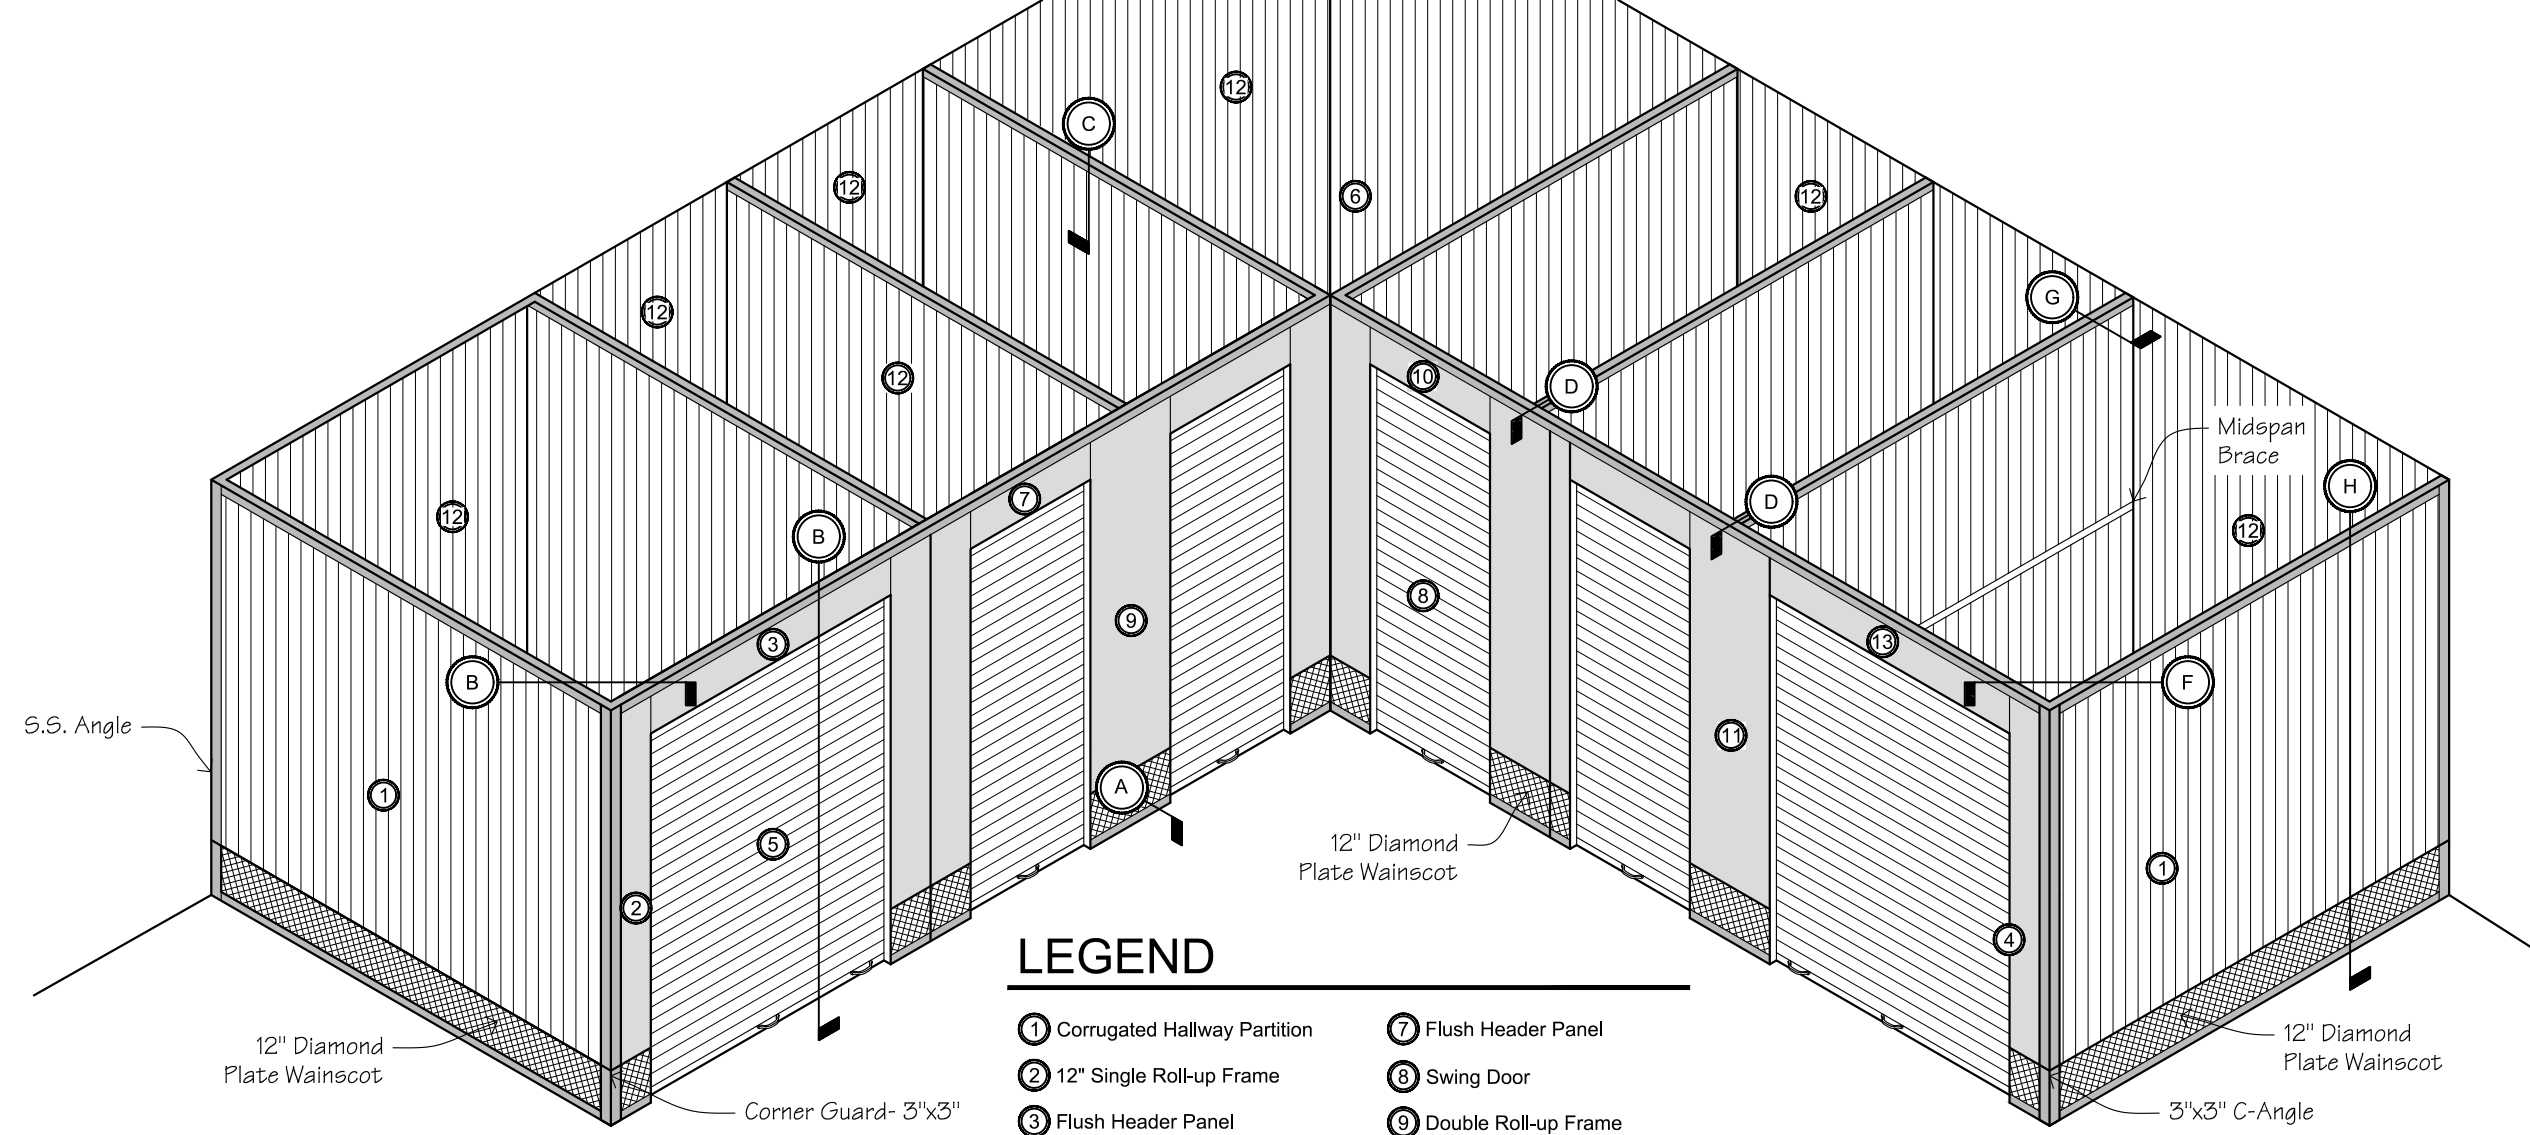 12
C
12
6
12
G
12
12
10
D
Midspan
Brace
7
D
H
12
B
12
8
9
3
13
B
F
S.S. Angle
11
A
1
5
12" Diamond
Plate Wainscot
1
2
4
LEGEND
1 Corrugated Hallway Partition
7 Flush Header Panel
12" Diamond
Plate Wainscot
12" Diamond
Plate Wainscot
2 12" Single Roll-up Frame
8 Swing Door
Corner Guard- 3"x3"
3"x3" C-Angle
3 Flush Header Panel
9 Double Roll-up Frame